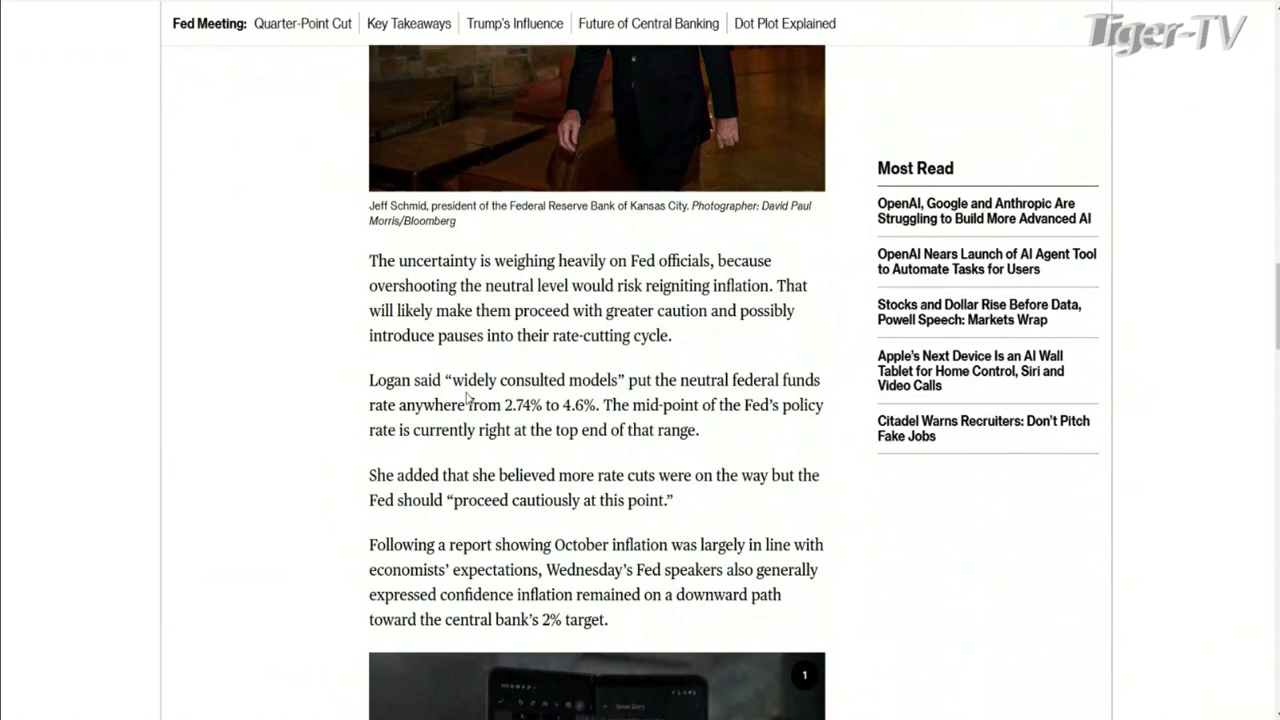 Fed Meeting: Quarter-Point Cut Key Takeaways Trump's Influence Future of Central Banking Dot Plot Explained
Tiger-TV
Jeff Schmid, president of the Federal Reserve Bank of Kansas City. Photographer: David Paul
Morris/Bloomberg
The uncertainty is weighing heavily on Fed officials, because
overshooting the neutral level would risk reigniting inflation. That
will likely make them proceed with greater caution and possibly
introduce pauses into their rate-cutting cycle.
Logan said “widely consulted models” put the neutral federal funds
rate anywhere from 2.74% to 4.6%. The mid-point of the Fed’s policy
rate is currently right at the top end of that range.
She added that she believed more rate cuts were on the way but the
Fed should “proceed cautiously at this point.”
Following a report showing October inflation was largely in line with
economists’ expectations, Wednesday’s Fed speakers also generally
expressed confidence inflation remained on a downward path
toward the central bank’s 2% target.
1
News Story
Most Read
OpenAI, Google and Anthropic Are
Struggling to Build More Advanced AI
OpenAI Nears Launch of AI Agent Tool
to Automate Tasks for Users
Stocks and Dollar Rise Before Data,
Powell Speech: Markets Wrap
Apple’s Next Device Is an AI Wall
Tablet for Home Control, Siri and
Video Calls
Citadel Warns Recruiters: Don’t Pitch
Fake Jobs